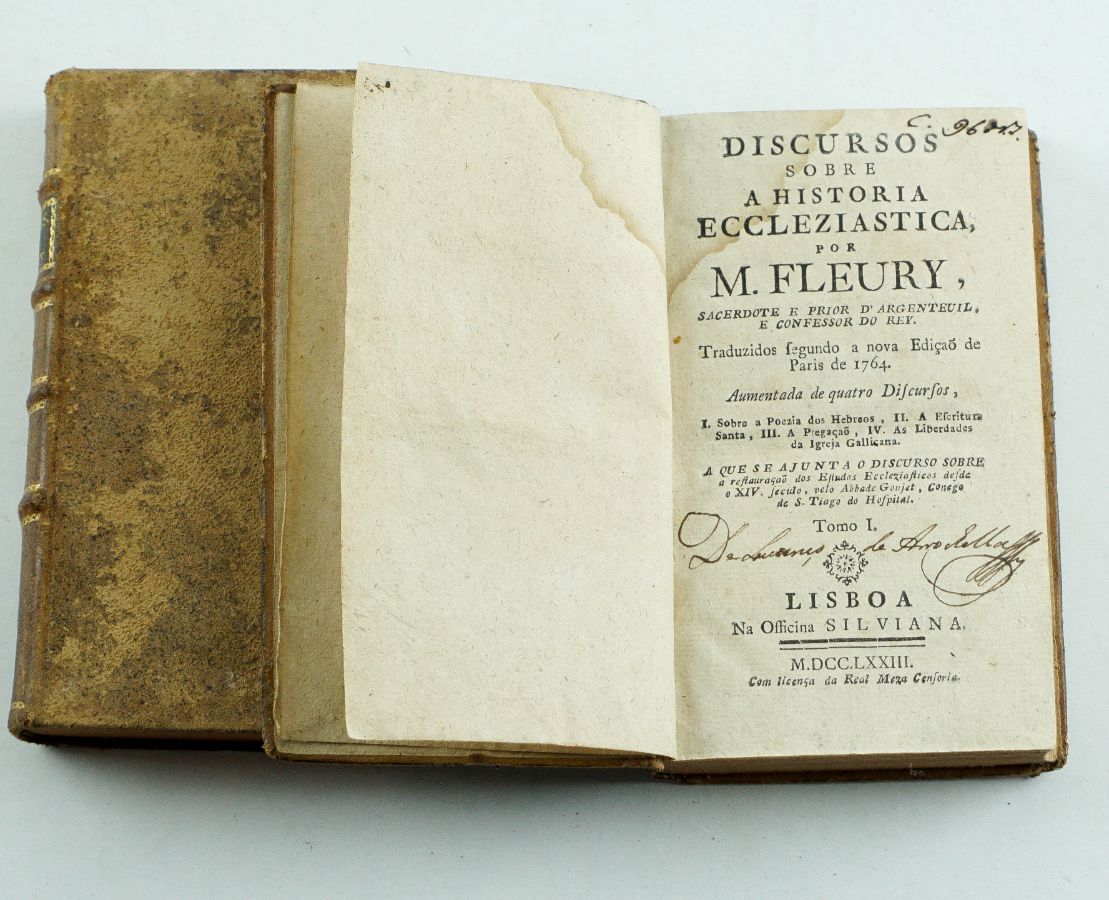 C. 96
DISCURSOS
SOBRE
A HISTORIA
ECCLEZIASTICA,
POR
M. FLEURY,
SACERDOTE E PRIOR D'ARGENTEUIL,
E CONFESSOR DO REY.
Traduzidos ſegundo a nova Ediçaõ de
Paris de 1764.
Aumentada de quatro Diſcurſos,
I. Sobre a Poezia dos Hebreos, II. A Eſcritura
Santa, III. A Pregaçaõ, IV. As Liberdades
da Igreja Gallicana.
A QUE SE AJUNTA O DISCURSO SOBRE
a reſtauraçaõ dos Eſtudos Eccleziaſticos deſde
o XIV. ſeculo, pelo Abbade Goujet, Conego
de S. Tiago do Hoſpital.
Tomo I.
de
LISBOA
Na Officina SILVIANA.
M.DCC.LXXIII.
Com licença da Real Meza Cenſoria.